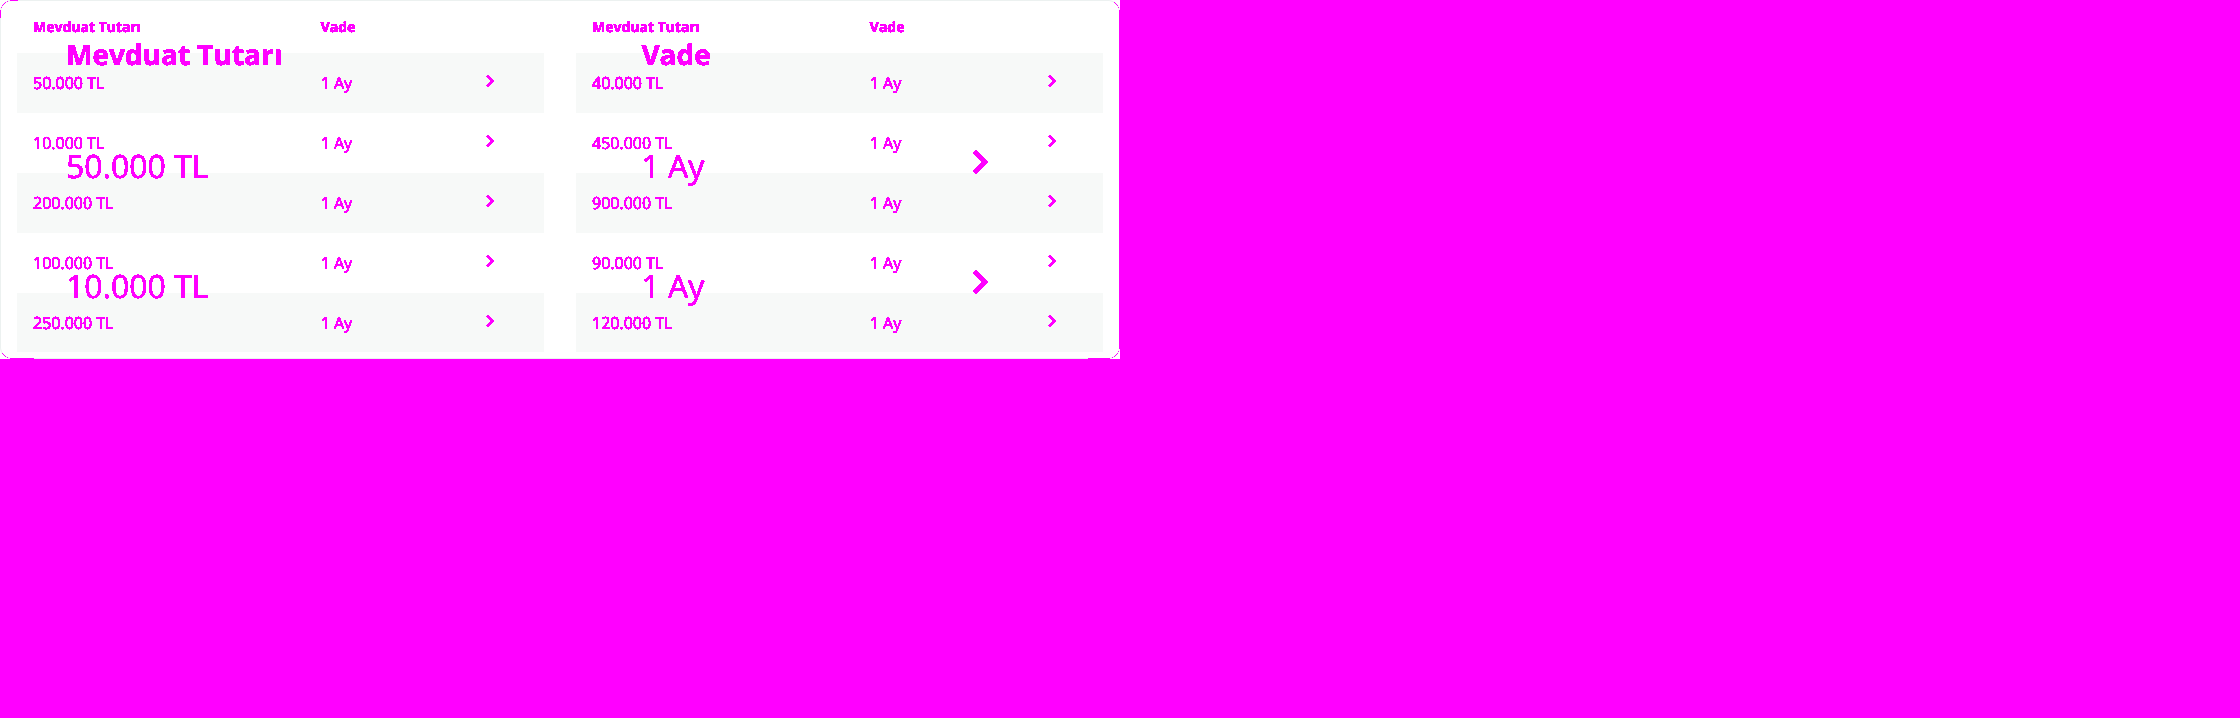 Mevduat Tutarı Vade
50.000 TL 1 Ay
10.000 TL 1 Ay
200.000 TL 1 Ay
100.000 TL 1 Ay
250.000 TL 1 Ay
Mevduat Tutarı Vade
40.000 TL 1 Ay
450.000 TL 1 Ay
900.000 TL 1 Ay
90.000 TL 1 Ay
120.000 TL 1 Ay
Mevduat Tutarı Vade
50.000 TL 1 Ay
10.000 TL 1 Ay